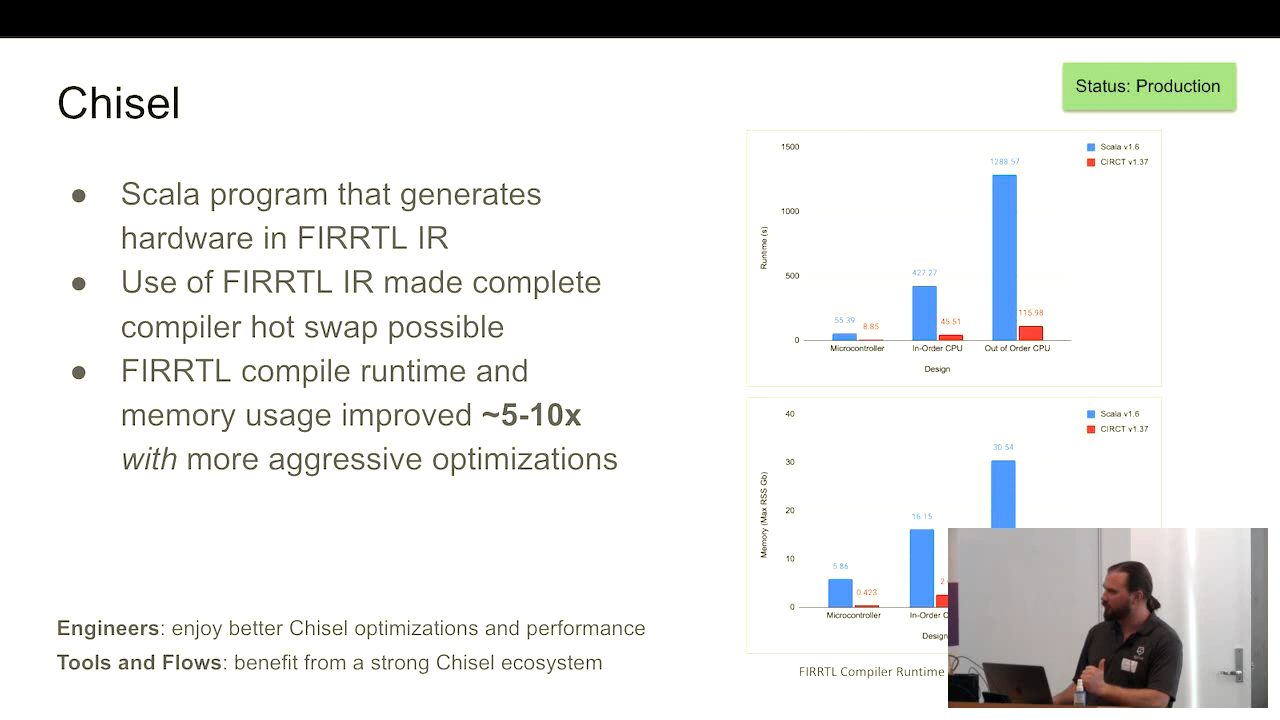 Chisel
Status: Production
● Scala program that generates
hardware in FIRRTL IR
● Use of FIRRTL IR made complete
compiler hot swap possible
● FIRRTL compile runtime and
memory usage improved ~5-10x
with more aggressive optimizations
Engineers: enjoy better Chisel optimizations and performance
Tools and Flows: benefit from a strong Chisel ecosystem
1500
1000
500
0
Runtime (s)
Scala v1.6
CIRCT v1.37
55.39
8.85
427.27
45.51
1288.57
115.98
Microcontroller
In-Order CPU
Out of Order CPU
Design
40
30
20
10
0
Memory (Max RSS Gb)
Scala v1.6
CIRCT v1.37
5.86
0.423
16.15
30.54
Microcontroller
In-Order
Design
FIRRTL Compiler Runtime